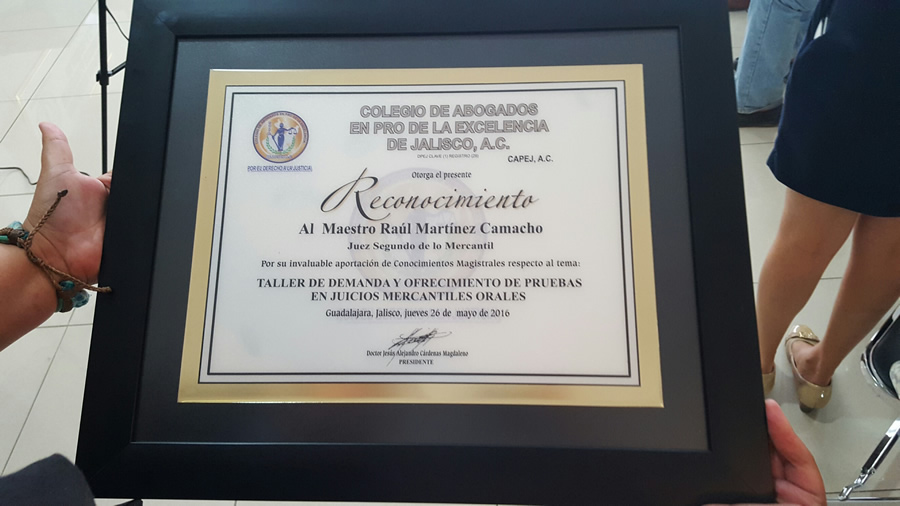 COLEGIO DE ABOGADOS
EN PRO DE LA EXCELENCIA
DE JALISCO, A.C.
CAPEJ, A.C.
POR EL DERECHO A LA JUSTICIA
Otorga el presente
Reconocimiento
Al Maestro Raúl Martínez Camacho
Juez Segundo de lo Mercantil
Por su invaluable aportación de Conocimientos Magistrales respecto al tema:
TALLER DE DEMANDA Y OFRECIMIENTO DE PRUEBAS
EN JUICIOS MERCANTILES ORALES
Guadalajara, Jalisco, jueves 26 de mayo de 2016
Doctor Jesús Alejandro Cárdenas Magdaleno
PRESIDENTE